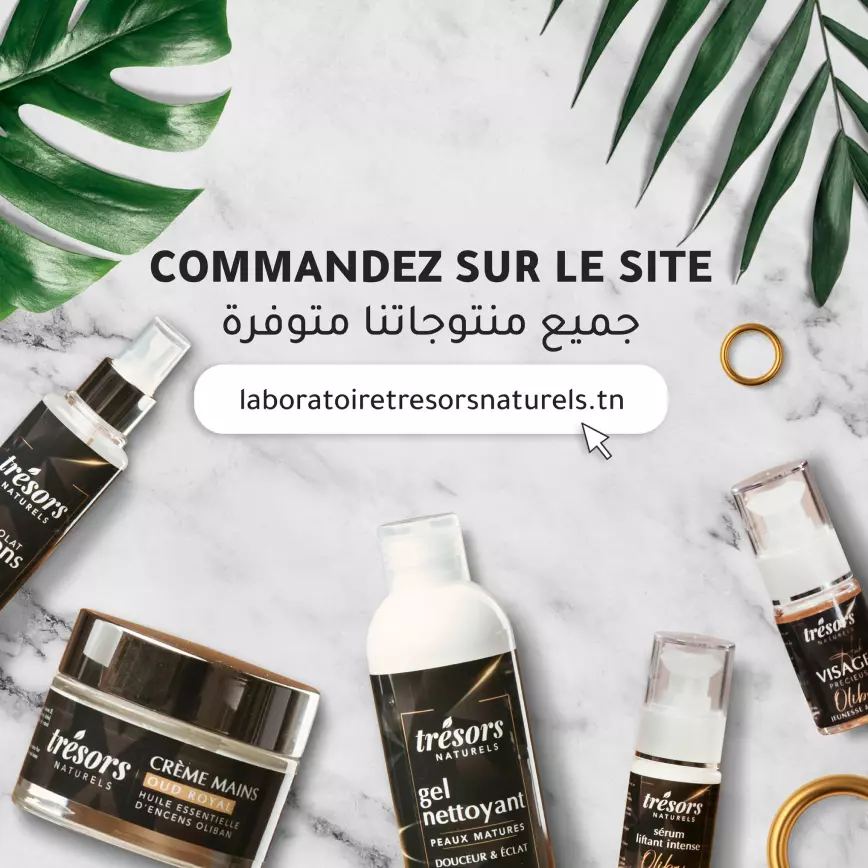 COMMANDEZ SUR LE SITE
جميع منتوجاتنا متوفرة
laboratoiretresorsnaturels.tn
trésors
NATURELS
trésors
NATURELS
CRÈME MAINS
OUD ROYAL
HUILE ESSENTIELLE
D'ENCENS OLIBAN
trésors
NATURELS
gel
nettoyant
PEAUX MATURES
DOUCEUR & ÉCLAT
trésors
NATURELS
sérum
liftant intense
trésors
NATURELS
VISAGE